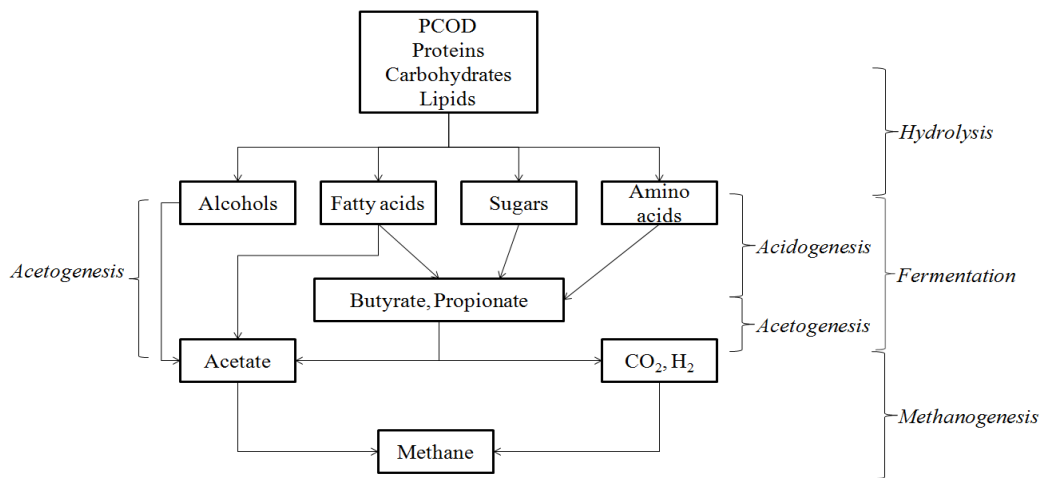 PCOD
Proteins
Carbohydrates
Lipids
Hydrolysis
Alcohols
Fatty acids
Sugars
Amino
acids
Acetogenesis
Acidogenesis
Fermentation
Butyrate, Propionate
Acetogenesis
Acetate
CO₂, H₂
Methanogenesis
Methane